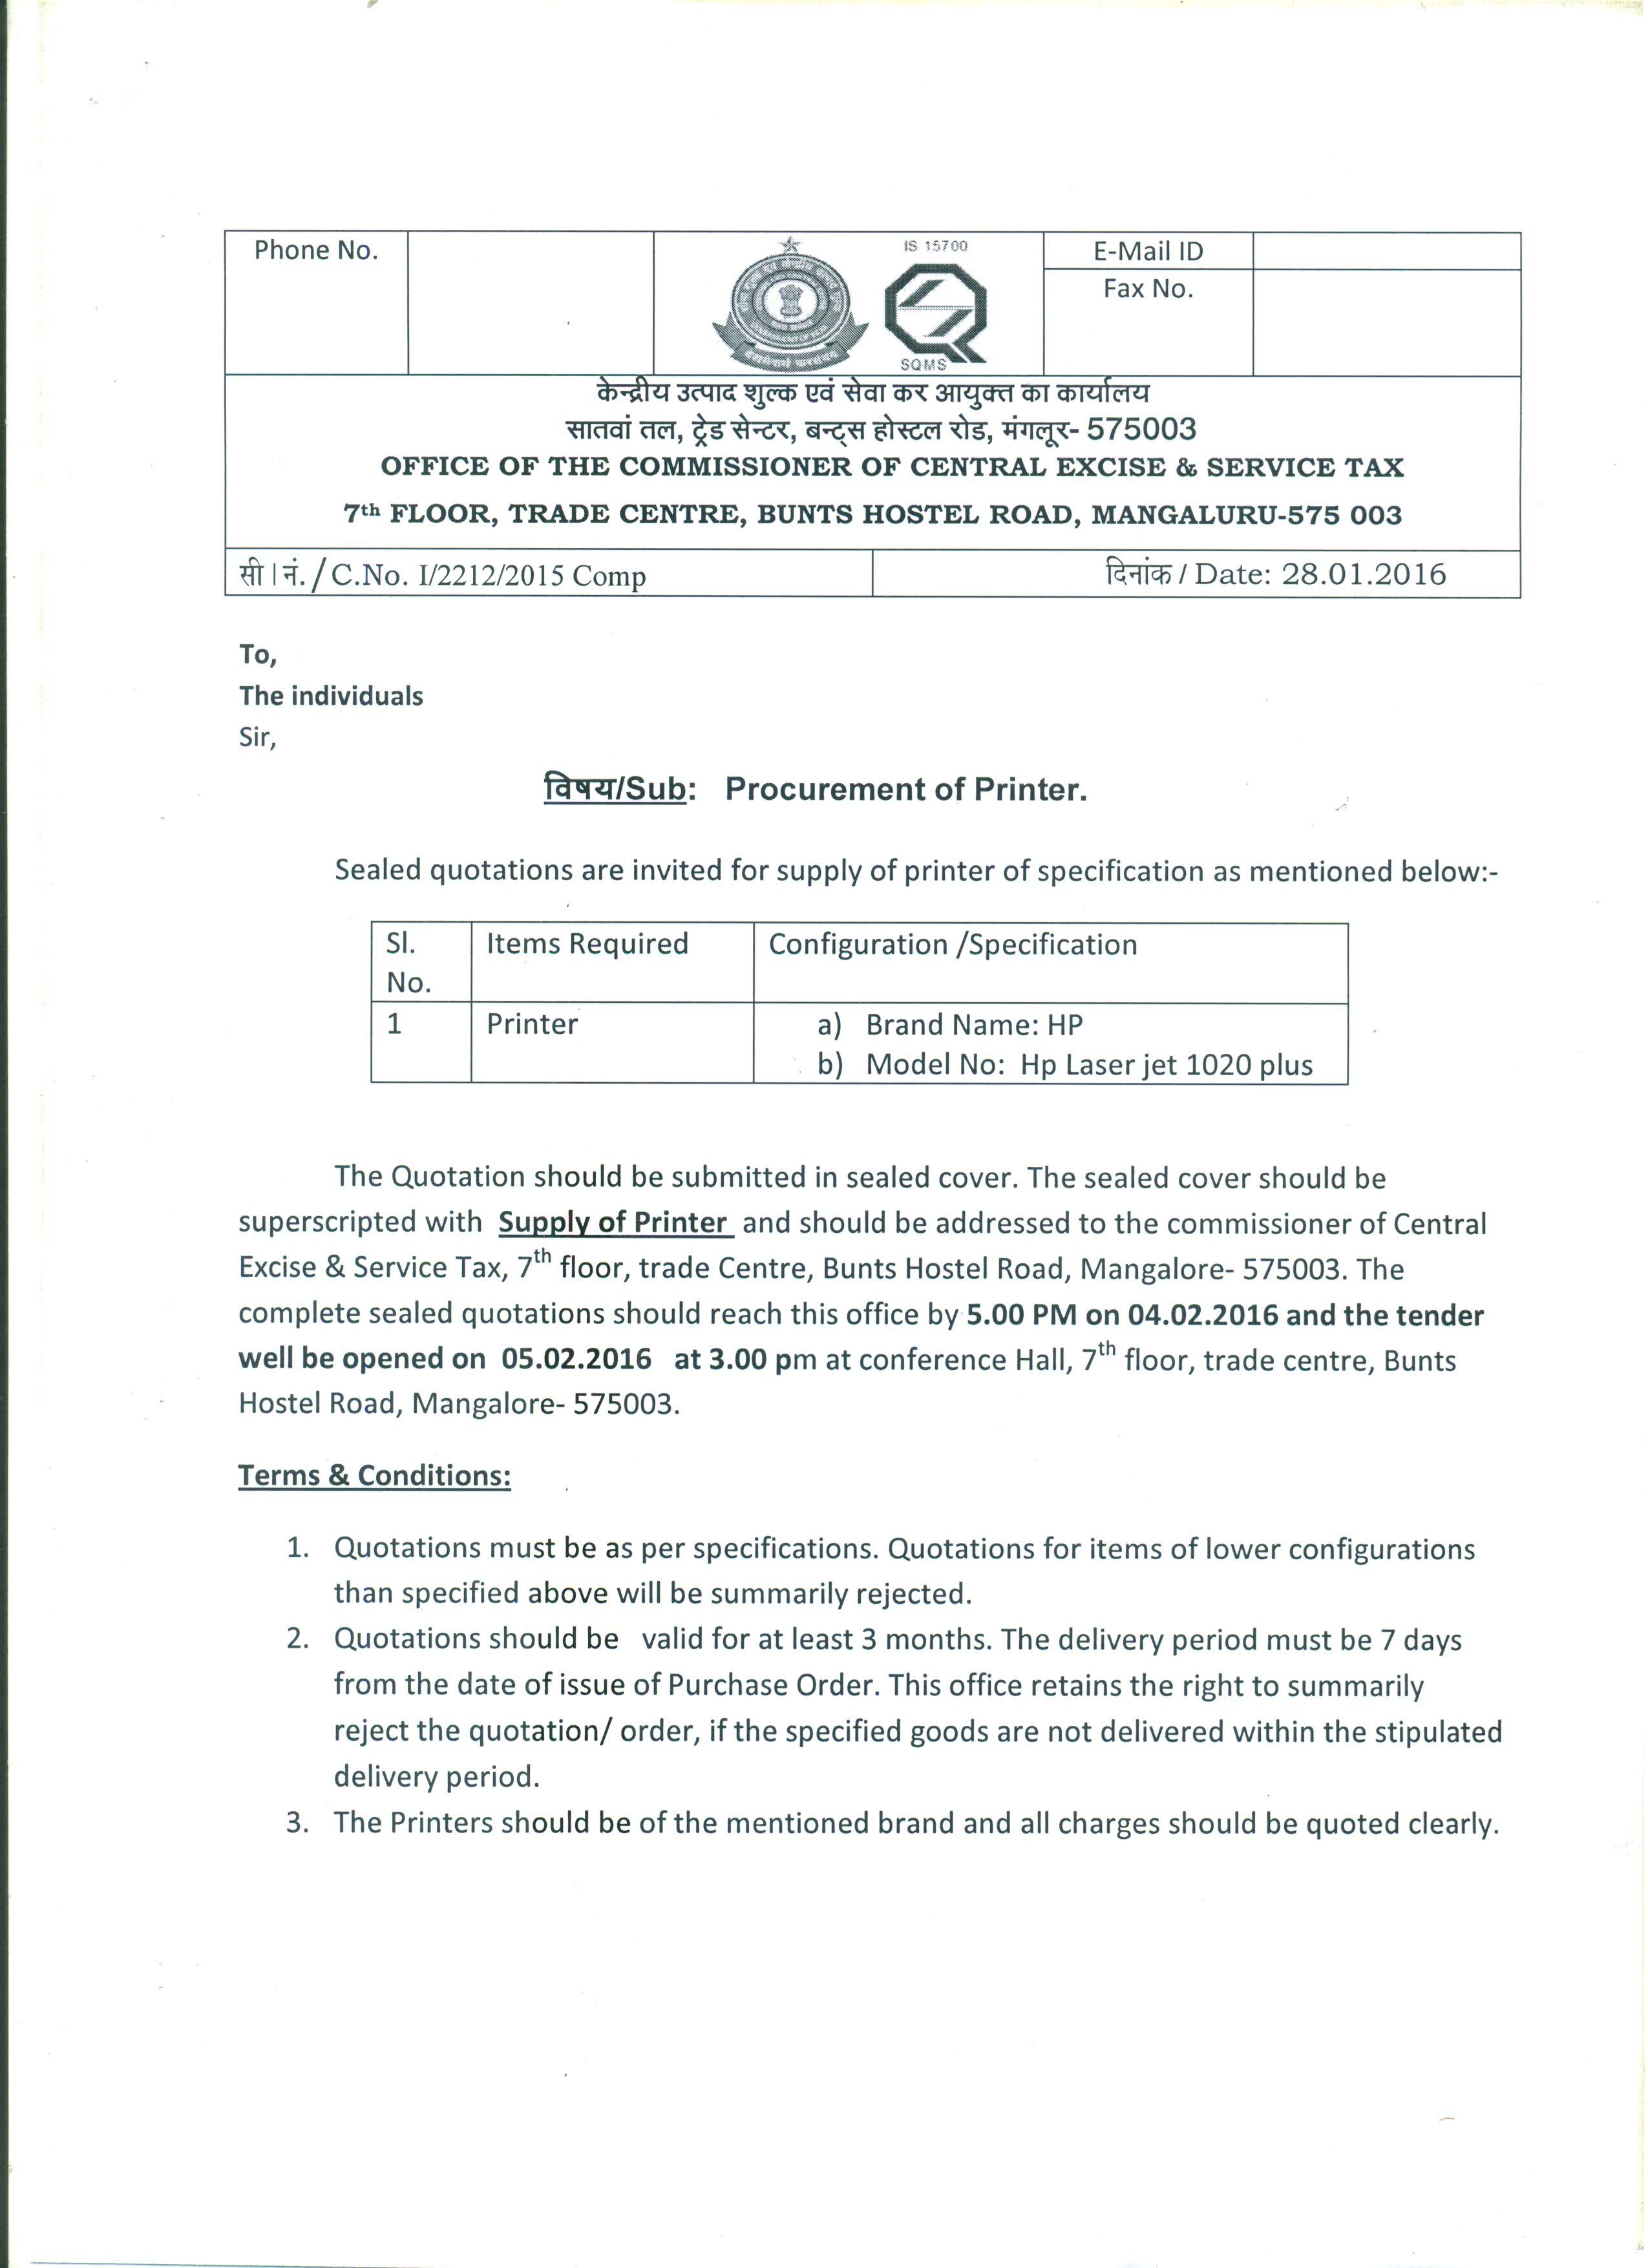 Phone No.
IS 15700
SQMS
E-Mail ID
Fax No.
केन्द्रीय उत्पाद शुल्क एवं सेवा कर आयुक्त का कार्यालय
सातवां तल, ट्रेड सेन्टर, बन्ट्स होस्टल रोड, मंगलूर- 575003
OFFICE OF THE COMMISSIONER OF CENTRAL EXCISE & SERVICE TAX
7th FLOOR, TRADE CENTRE, BUNTS HOSTEL ROAD, MANGALURU-575 003
सी।नं. / C.No. I/2212/2015 Comp
दिनांक / Date: 28.01.2016
To,
The individuals
Sir,
विषय/Sub: Procurement of Printer.
Sealed quotations are invited for supply of printer of specification as mentioned below:-
Sl.
No.
Items Required
Configuration /Specification
1
Printer
a) Brand Name: HP
b) Model No: Hp Laser jet 1020 plus
The Quotation should be submitted in sealed cover. The sealed cover should be
superscripted with Supply of Printer and should be addressed to the commissioner of Central
Excise & Service Tax, 7th floor, trade Centre, Bunts Hostel Road, Mangalore- 575003. The
complete sealed quotations should reach this office by 5.00 PM on 04.02.2016 and the tender
well be opened on 05.02.2016 at 3.00 pm at conference Hall, 7th floor, trade centre, Bunts
Hostel Road, Mangalore- 575003.
Terms & Conditions:
1. Quotations must be as per specifications. Quotations for items of lower configurations
than specified above will be summarily rejected.
2. Quotations should be valid for at least 3 months. The delivery period must be 7 days
from the date of issue of Purchase Order. This office retains the right to summarily
reject the quotation/ order, if the specified goods are not delivered within the stipulated
delivery period.
3. The Printers should be of the mentioned brand and all charges should be quoted clearly.